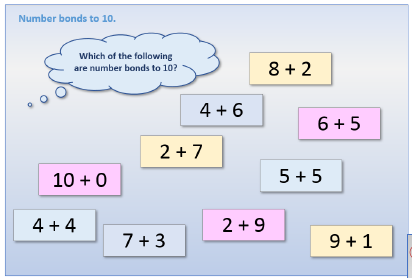 Number bonds to 10.
Which of the following
are number bonds to 10?
8 + 2
4 + 6
6 + 5
2 + 7
10 + 0
5 + 5
4 + 4
7 + 3
2 + 9
9 + 1